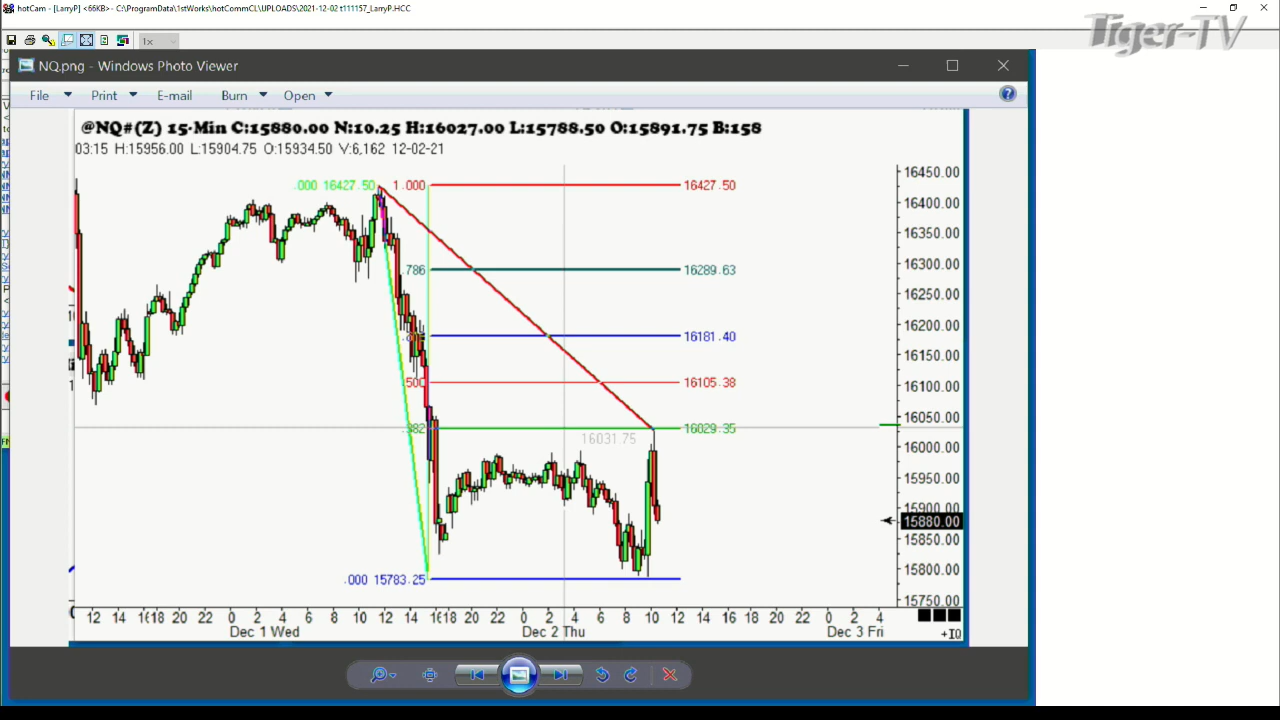 hotCam - [LarryP] <66KB>- C:\ProgramData\1stWorks\hotCommCL\UPLOADS\2021-12-02 t111157_LarryP.HCC
1x
Tiger-TV
NQ.png - Windows Photo Viewer
File Print E-mail Burn Open
@NQ#(Z) 15-Min C:15880.00 N:10.25 H:16027.00 L:15788.50 O:15891.75 B:158
03:15 H:15956.00 L:15904.75 O:15934.50 V:6,162 12-02-21
.000 16427.50 1.000 16427.50
.786 16289.63
16181.40
.500 16105.38
.382 16029.35
16031.75
.000 15783.25
16450.00
16400.00
16350.00
16300.00
16250.00
16200.00
16150.00
16100.00
16050.00
16000.00
15950.00
15900.00
15880.00
15850.00
15800.00
15750.00
12 14 16 18 20 22 0 2 4 6 8 10 12 14 16 18 20 22 0 2 4 6 8 10 12 14 16 18 20 22 0 2 4
Dec 1 Wed Dec 2 Thu Dec 3 Fri
+10